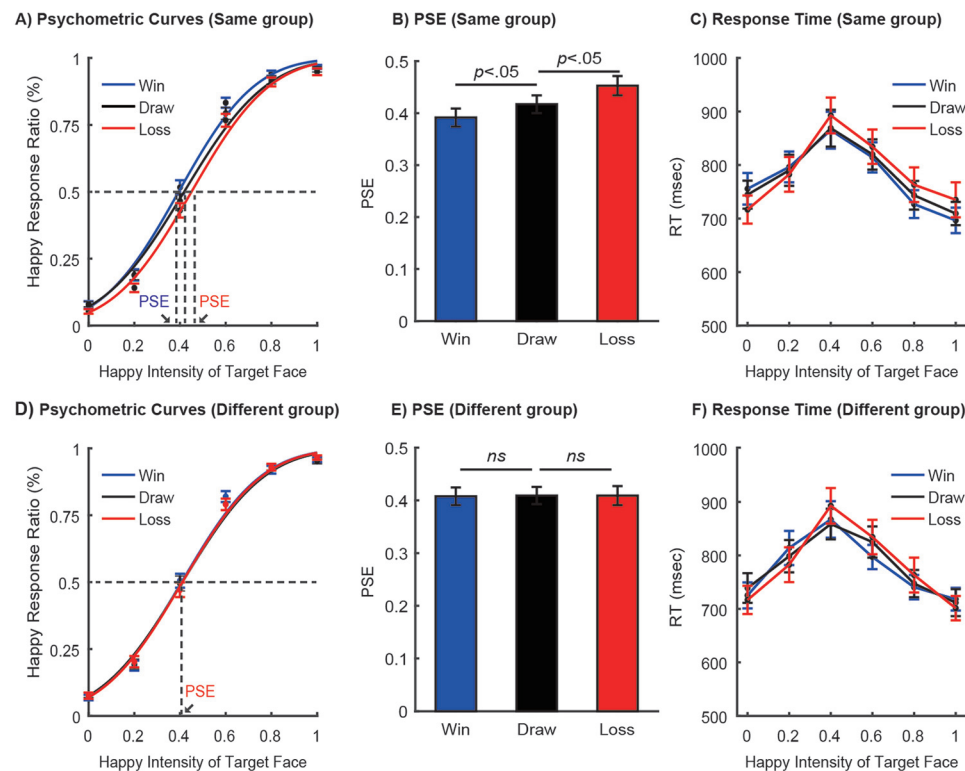 A) Psychometric Curves (Same group)
Happy Response Ratio (%)
1
0.75
0.5
0.25
0
Win
Draw
Loss
PSE
PSE
0 0.2 0.4 0.6 0.8 1
Happy Intensity of Target Face
B) PSE (Same group)
PSE
0.5
0.4
0.3
0.2
0.1
0
p<.05
p<.05
Win Draw Loss
C) Response Time (Same group)
RT (msec)
1000
900
800
700
600
500
Win
Draw
Loss
0 0.2 0.4 0.6 0.8 1
Happy Intensity of Target Face
D) Psychometric Curves (Different group)
Happy Response Ratio (%)
1
0.75
0.5
0.25
0
Win
Draw
Loss
PSE
0 0.2 0.4 0.6 0.8 1
Happy Intensity of Target Face
E) PSE (Different group)
PSE
0.5
0.4
0.3
0.2
0.1
0
ns
ns
Win Draw Loss
F) Response Time (Different group)
RT (msec)
1000
900
800
700
600
500
Win
Draw
Loss
0 0.2 0.4 0.6 0.8 1
Happy Intensity of Target Face